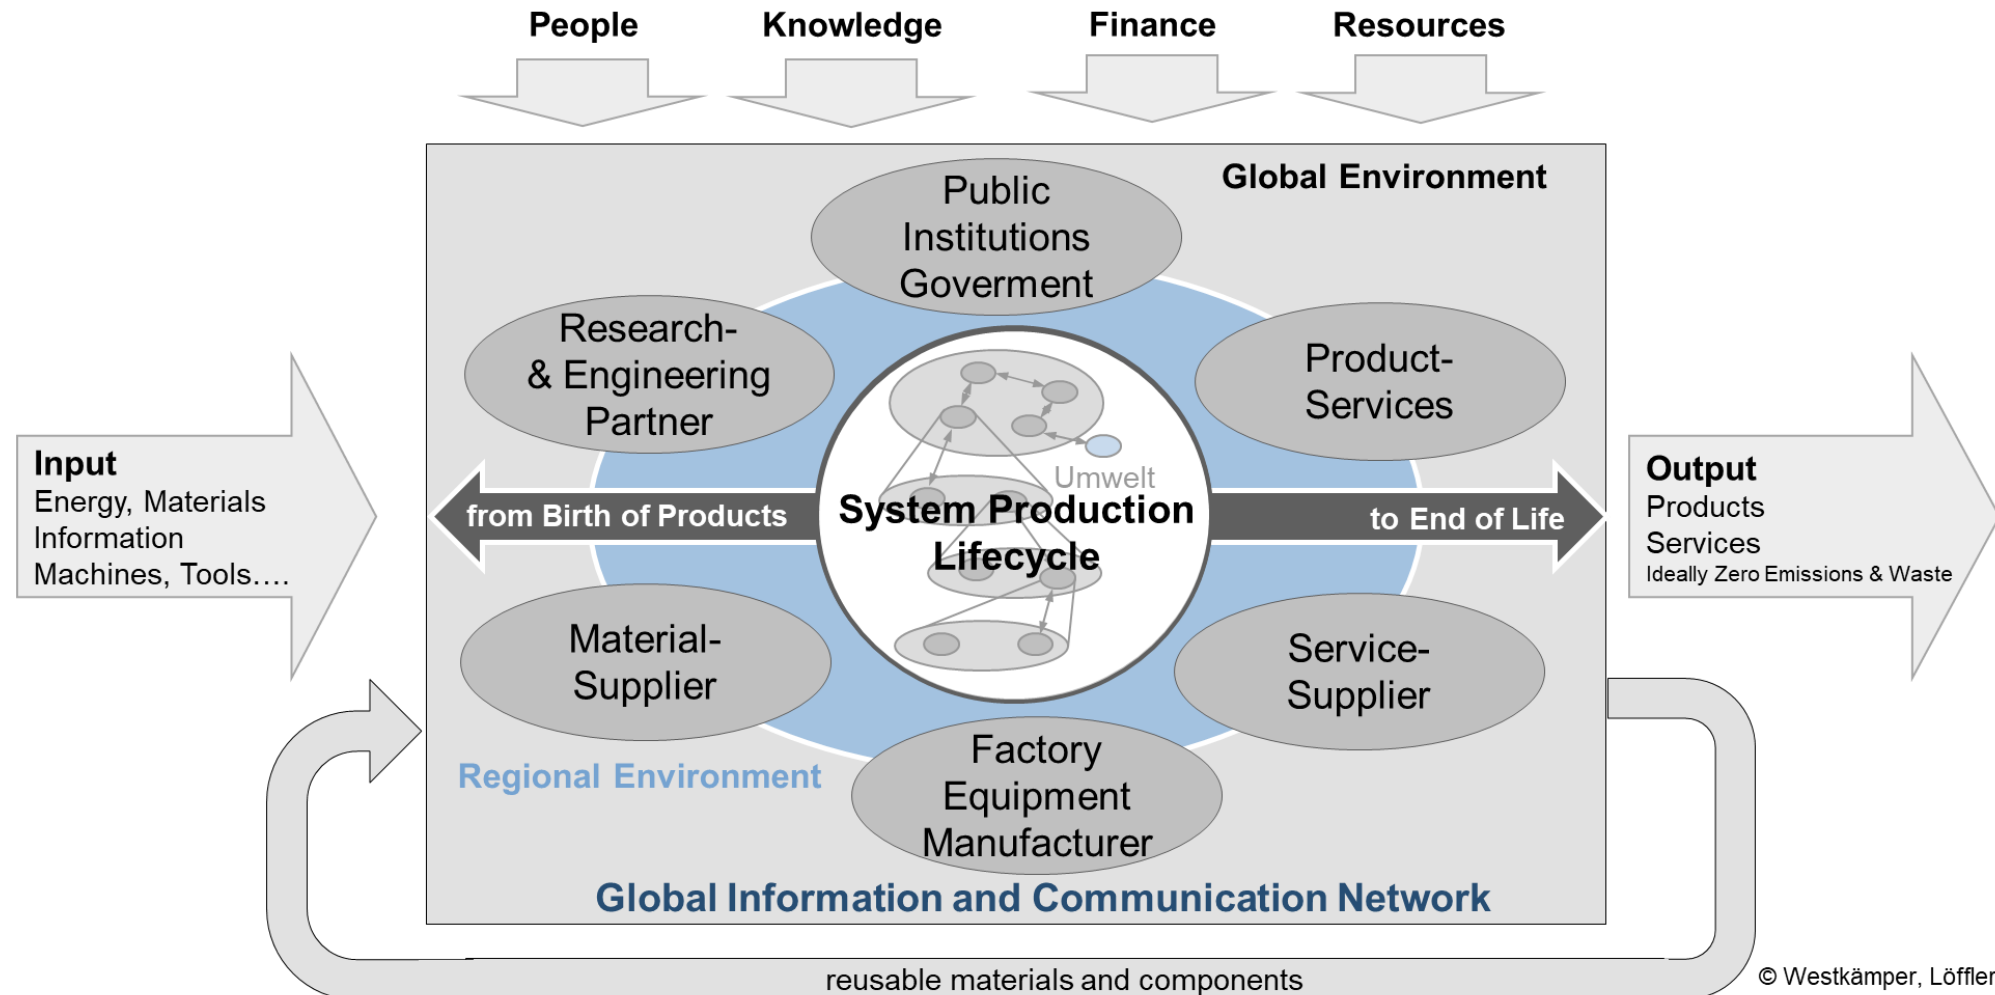 People
Knowledge
Finance
Resources
Global Environment
Public
Institutions
Goverment
Research-
& Engineering
Partner
Product-
Services
Input
Energy, Materials
Information
Machines, Tools....
from Birth of Products
Umwelt
System Production
Lifecycle
to End of Life
Output
Products
Services
Ideally Zero Emissions & Waste
Material-
Supplier
Service-
Supplier
Regional Environment
Factory
Equipment
Manufacturer
Global Information and Communication Network
reusable materials and components
© Westkämper, Löffler